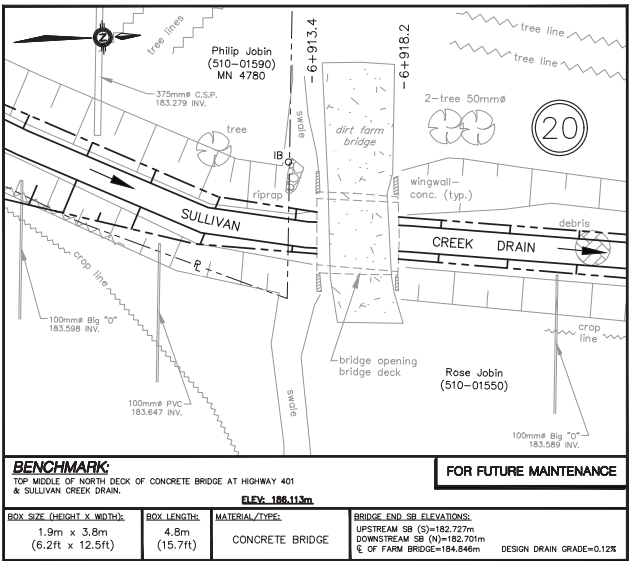 tree lines
Philip Jobin
(510-01590)
MN 4780
-6+913.4
-6+918.2
tree line
tree line
Z
375mmø C.S.P.
183.279 INV.
swale
dirt farm
bridge
2-tree 50mmø
20
tree
IB
riprap
wingwall-
conc. (typ.)
SULLIVAN
CREEK DRAIN
debris
crop line
PL
100mmø Big "O"
183.598 INV.
100mmø PVC
183.647 INV.
swale
bridge opening
bridge deck
Rose Jobin
(510-01550)
crop
line
100mmø Big "O"
183.589 INV.
BENCHMARK:
TOP MIDDLE OF NORTH DECK OF CONCRETE BRIDGE AT HIGHWAY 401
& SULLIVAN CREEK DRAIN.
ELEV: 186.113m
FOR FUTURE MAINTENANCE
BOX SIZE (HEIGHT X WIDTH):
1.9m x 3.8m
(6.2ft x 12.5ft)
BOX LENGTH:
4.8m
(15.7ft)
MATERIAL/TYPE:
CONCRETE BRIDGE
BRIDGE END SB ELEVATIONS:
UPSTREAM SB (S)=182.727m
DOWNSTREAM SB (N)=182.701m
℄ OF FARM BRIDGE=184.846m DESIGN DRAIN GRADE=0.12%